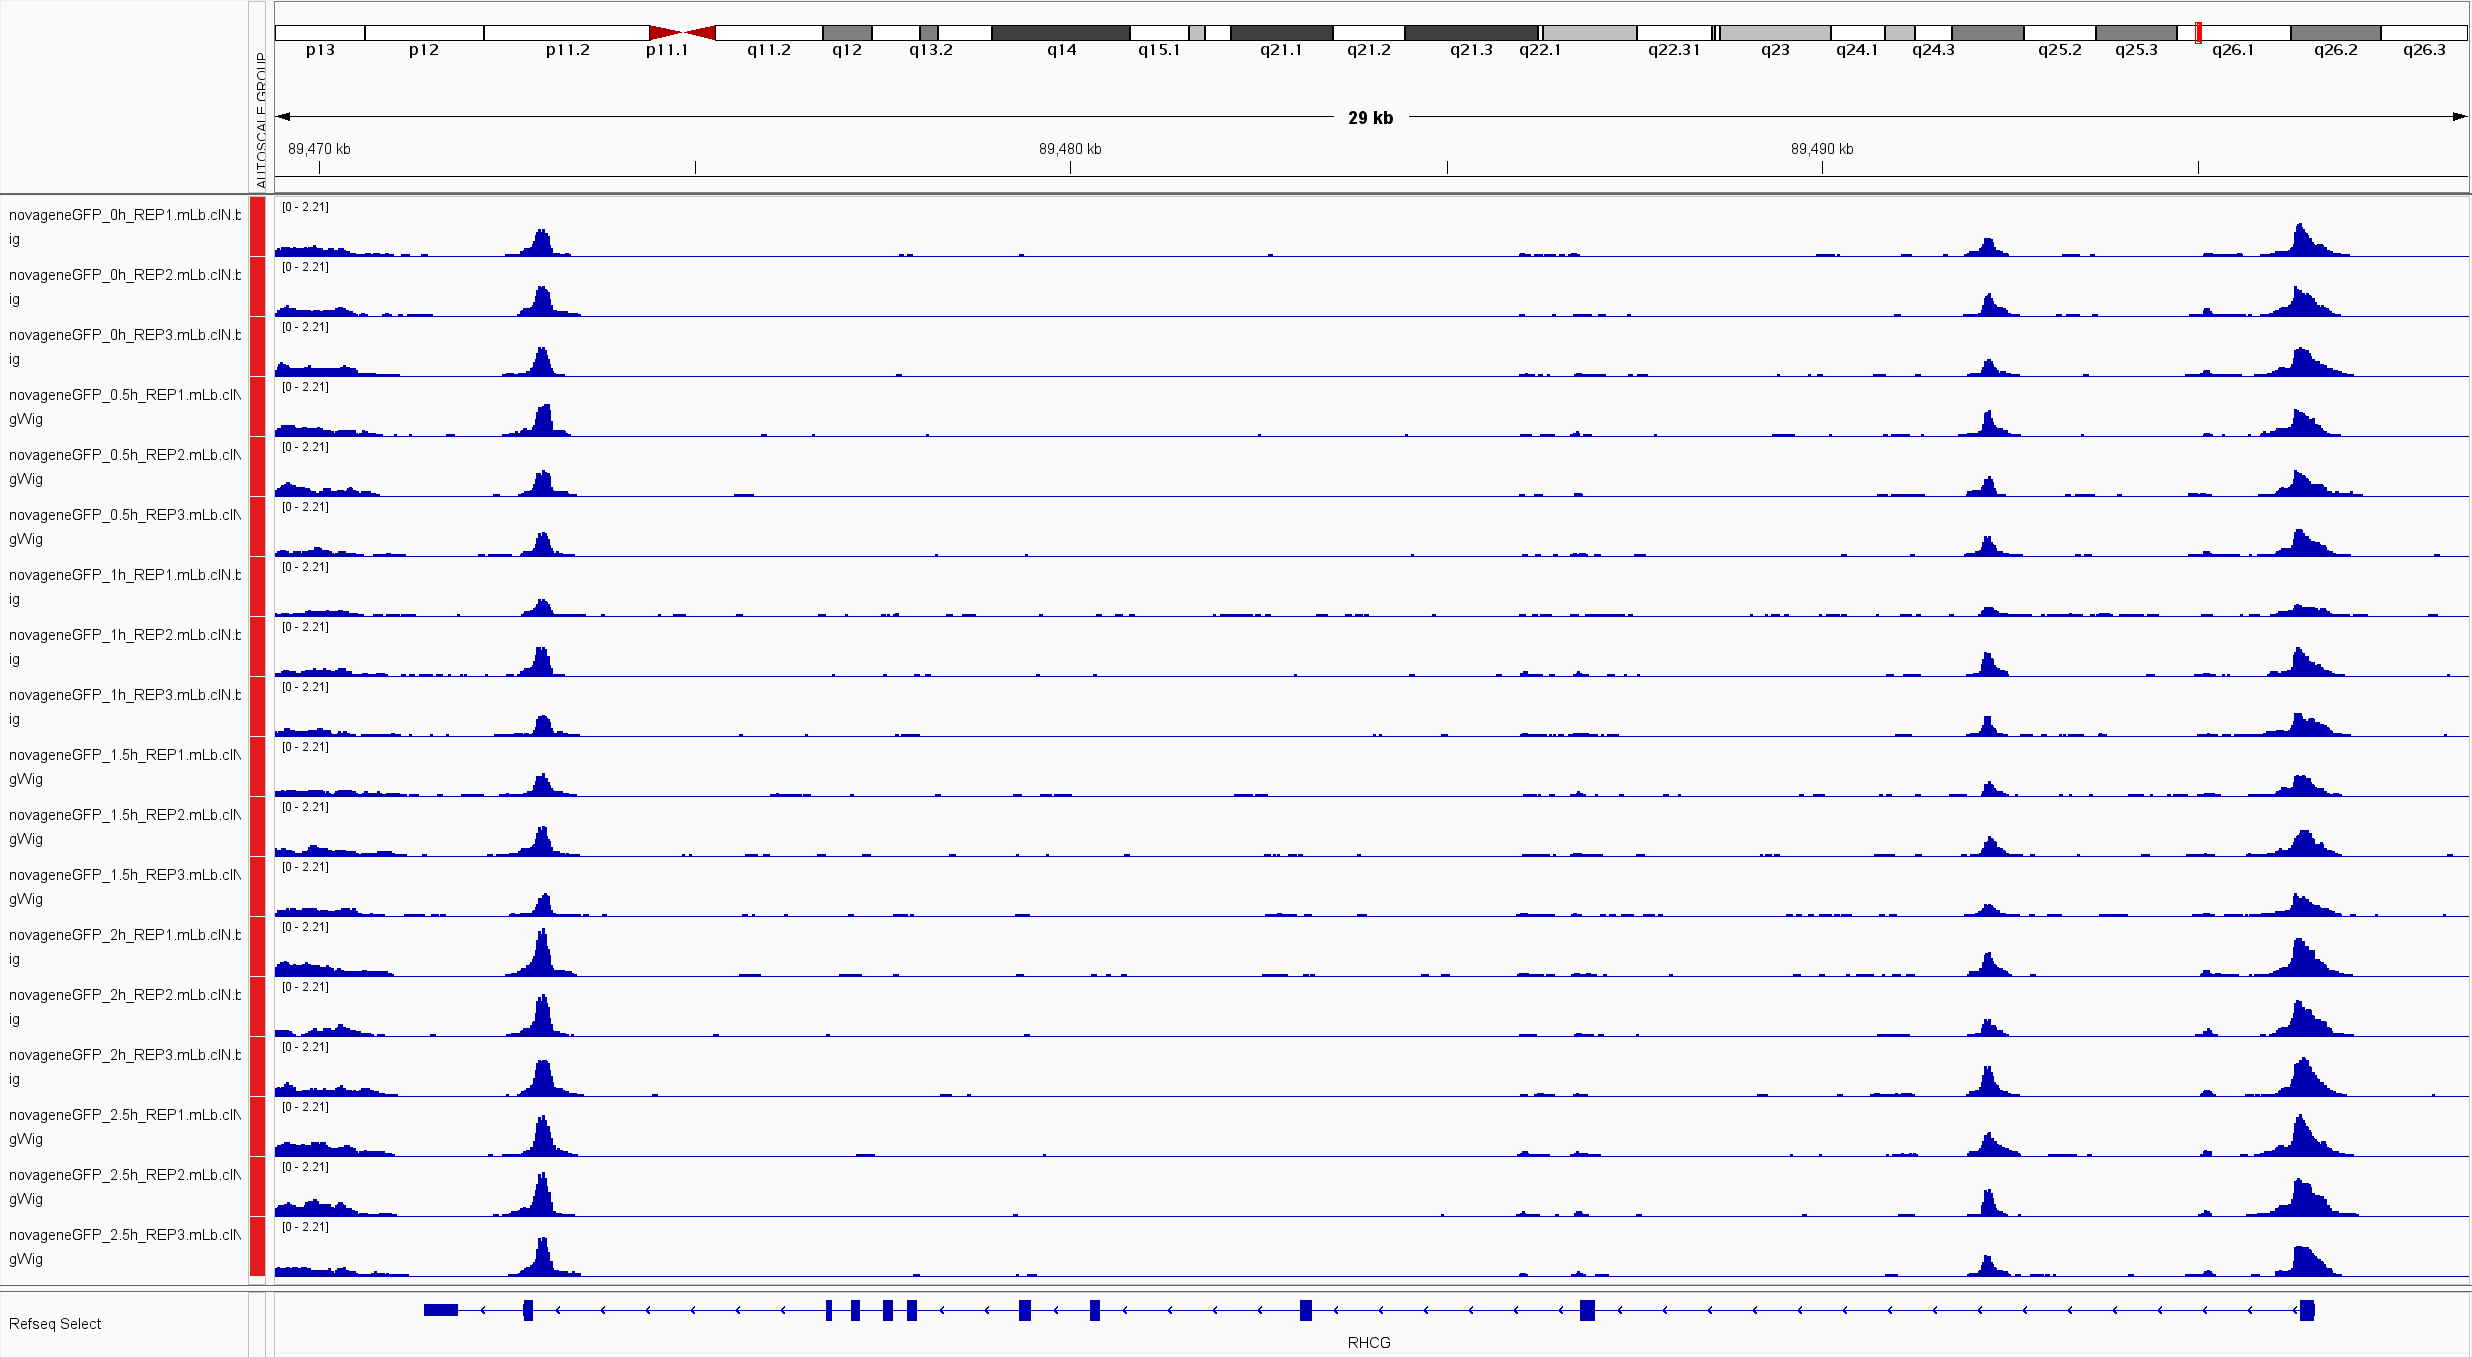 p13 p12 p11.2 p11.1 q11.2 q12 q13.2 q14 q15.1 q21.1 q21.2 q21.3 q22.1 q22.31 q23 q24.1 q24.3 q25.2 q25.3 q26.1 q26.2 q26.3
AUTOSCALE GROUP
29 kb
89,470 kb 89,480 kb 89,490 kb
[0 - 2.21]
novageneGFP_0h_REP1.mLb.clN.b
ig
[0 - 2.21]
novageneGFP_0h_REP2.mLb.clN.b
ig
[0 - 2.21]
novageneGFP_0h_REP3.mLb.clN.b
ig
[0 - 2.21]
novageneGFP_0.5h_REP1.mLb.clN
gWig
[0 - 2.21]
novageneGFP_0.5h_REP2.mLb.clN
gWig
[0 - 2.21]
novageneGFP_0.5h_REP3.mLb.clN
gWig
[0 - 2.21]
novageneGFP_1h_REP1.mLb.clN.b
ig
[0 - 2.21]
novageneGFP_1h_REP2.mLb.clN.b
ig
[0 - 2.21]
novageneGFP_1h_REP3.mLb.clN.b
ig
[0 - 2.21]
novageneGFP_1.5h_REP1.mLb.clN
gWig
[0 - 2.21]
novageneGFP_1.5h_REP2.mLb.clN
gWig
[0 - 2.21]
novageneGFP_1.5h_REP3.mLb.clN
gWig
[0 - 2.21]
novageneGFP_2h_REP1.mLb.clN.b
ig
[0 - 2.21]
novageneGFP_2h_REP2.mLb.clN.b
ig
[0 - 2.21]
novageneGFP_2h_REP3.mLb.clN.b
ig
[0 - 2.21]
novageneGFP_2.5h_REP1.mLb.clN
gWig
[0 - 2.21]
novageneGFP_2.5h_REP2.mLb.clN
gWig
[0 - 2.21]
novageneGFP_2.5h_REP3.mLb.clN
gWig
Refseq Select
RHCG